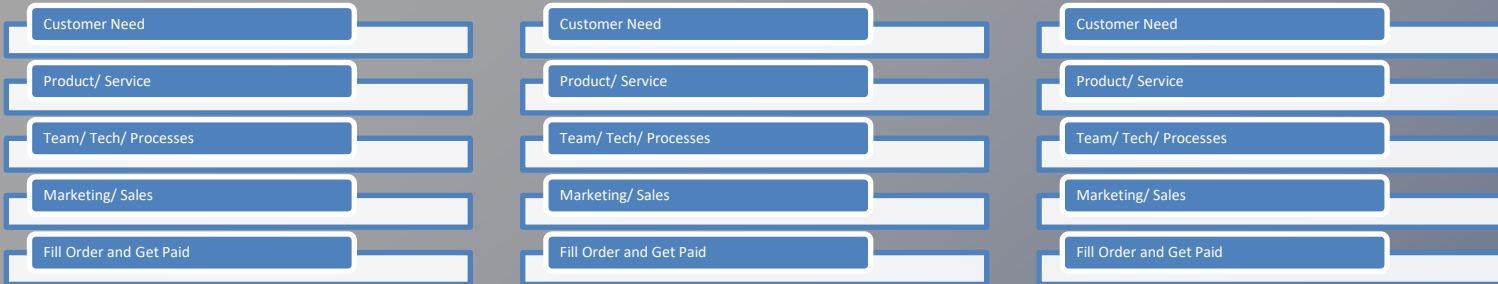 Customer Need
Product/ Service
Team/ Tech/ Processes
Marketing/ Sales
Fill Order and Get Paid
Customer Need
Product/ Service
Team/ Tech/ Processes
Marketing/ Sales
Fill Order and Get Paid
Customer Need
Product/ Service
Team/ Tech/ Processes
Marketing/ Sales
Fill Order and Get Paid